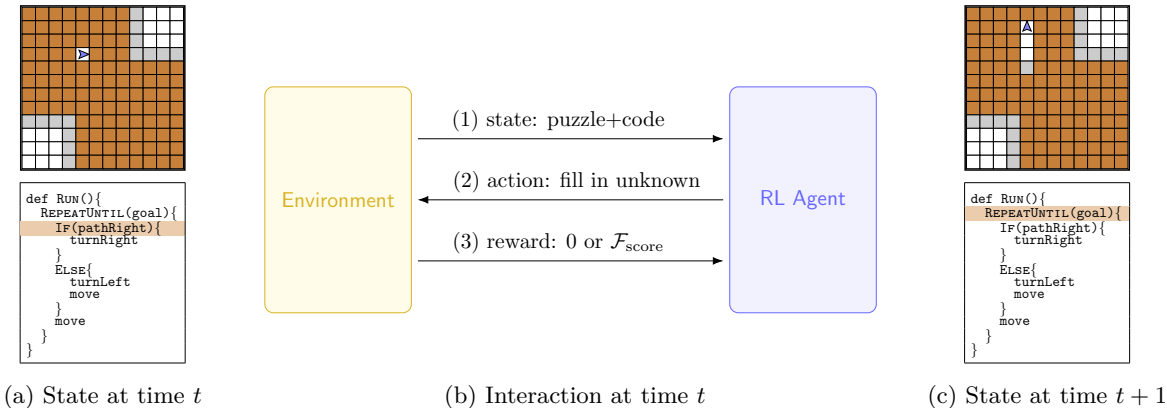 def RUN(){
REPEATUNTIL(goal){
IF(pathRight){
turnRight
}
ELSE{
turnLeft
move
}
move
}
}
(a) State at time t
Environment
(1) state: puzzle+code
(2) action: fill in unknown
(3) reward: 0 or F_score
RL Agent
(b) Interaction at time t
def RUN(){
REPEATUNTIL(goal){
IF(pathRight){
turnRight
}
ELSE{
turnLeft
move
}
move
}
}
(c) State at time t + 1